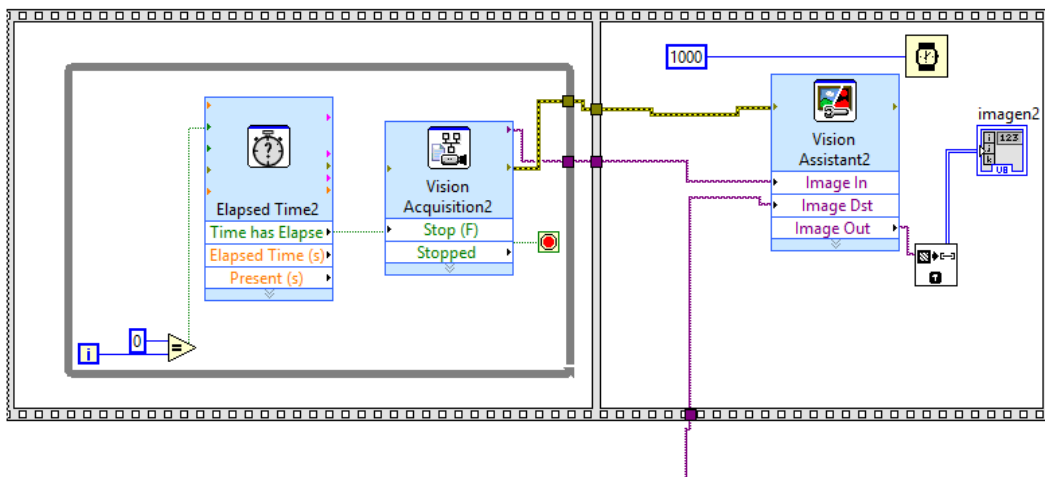 1000
imagen2
i
j
k
123
VB
Vision
Assistant2
Image In
Image Dst
Image Out
Elapsed Time2
Time has Elapse
Elapsed Time (s)
Present (s)
Vision
Acquisition2
Stop (F)
Stopped
0
i
=